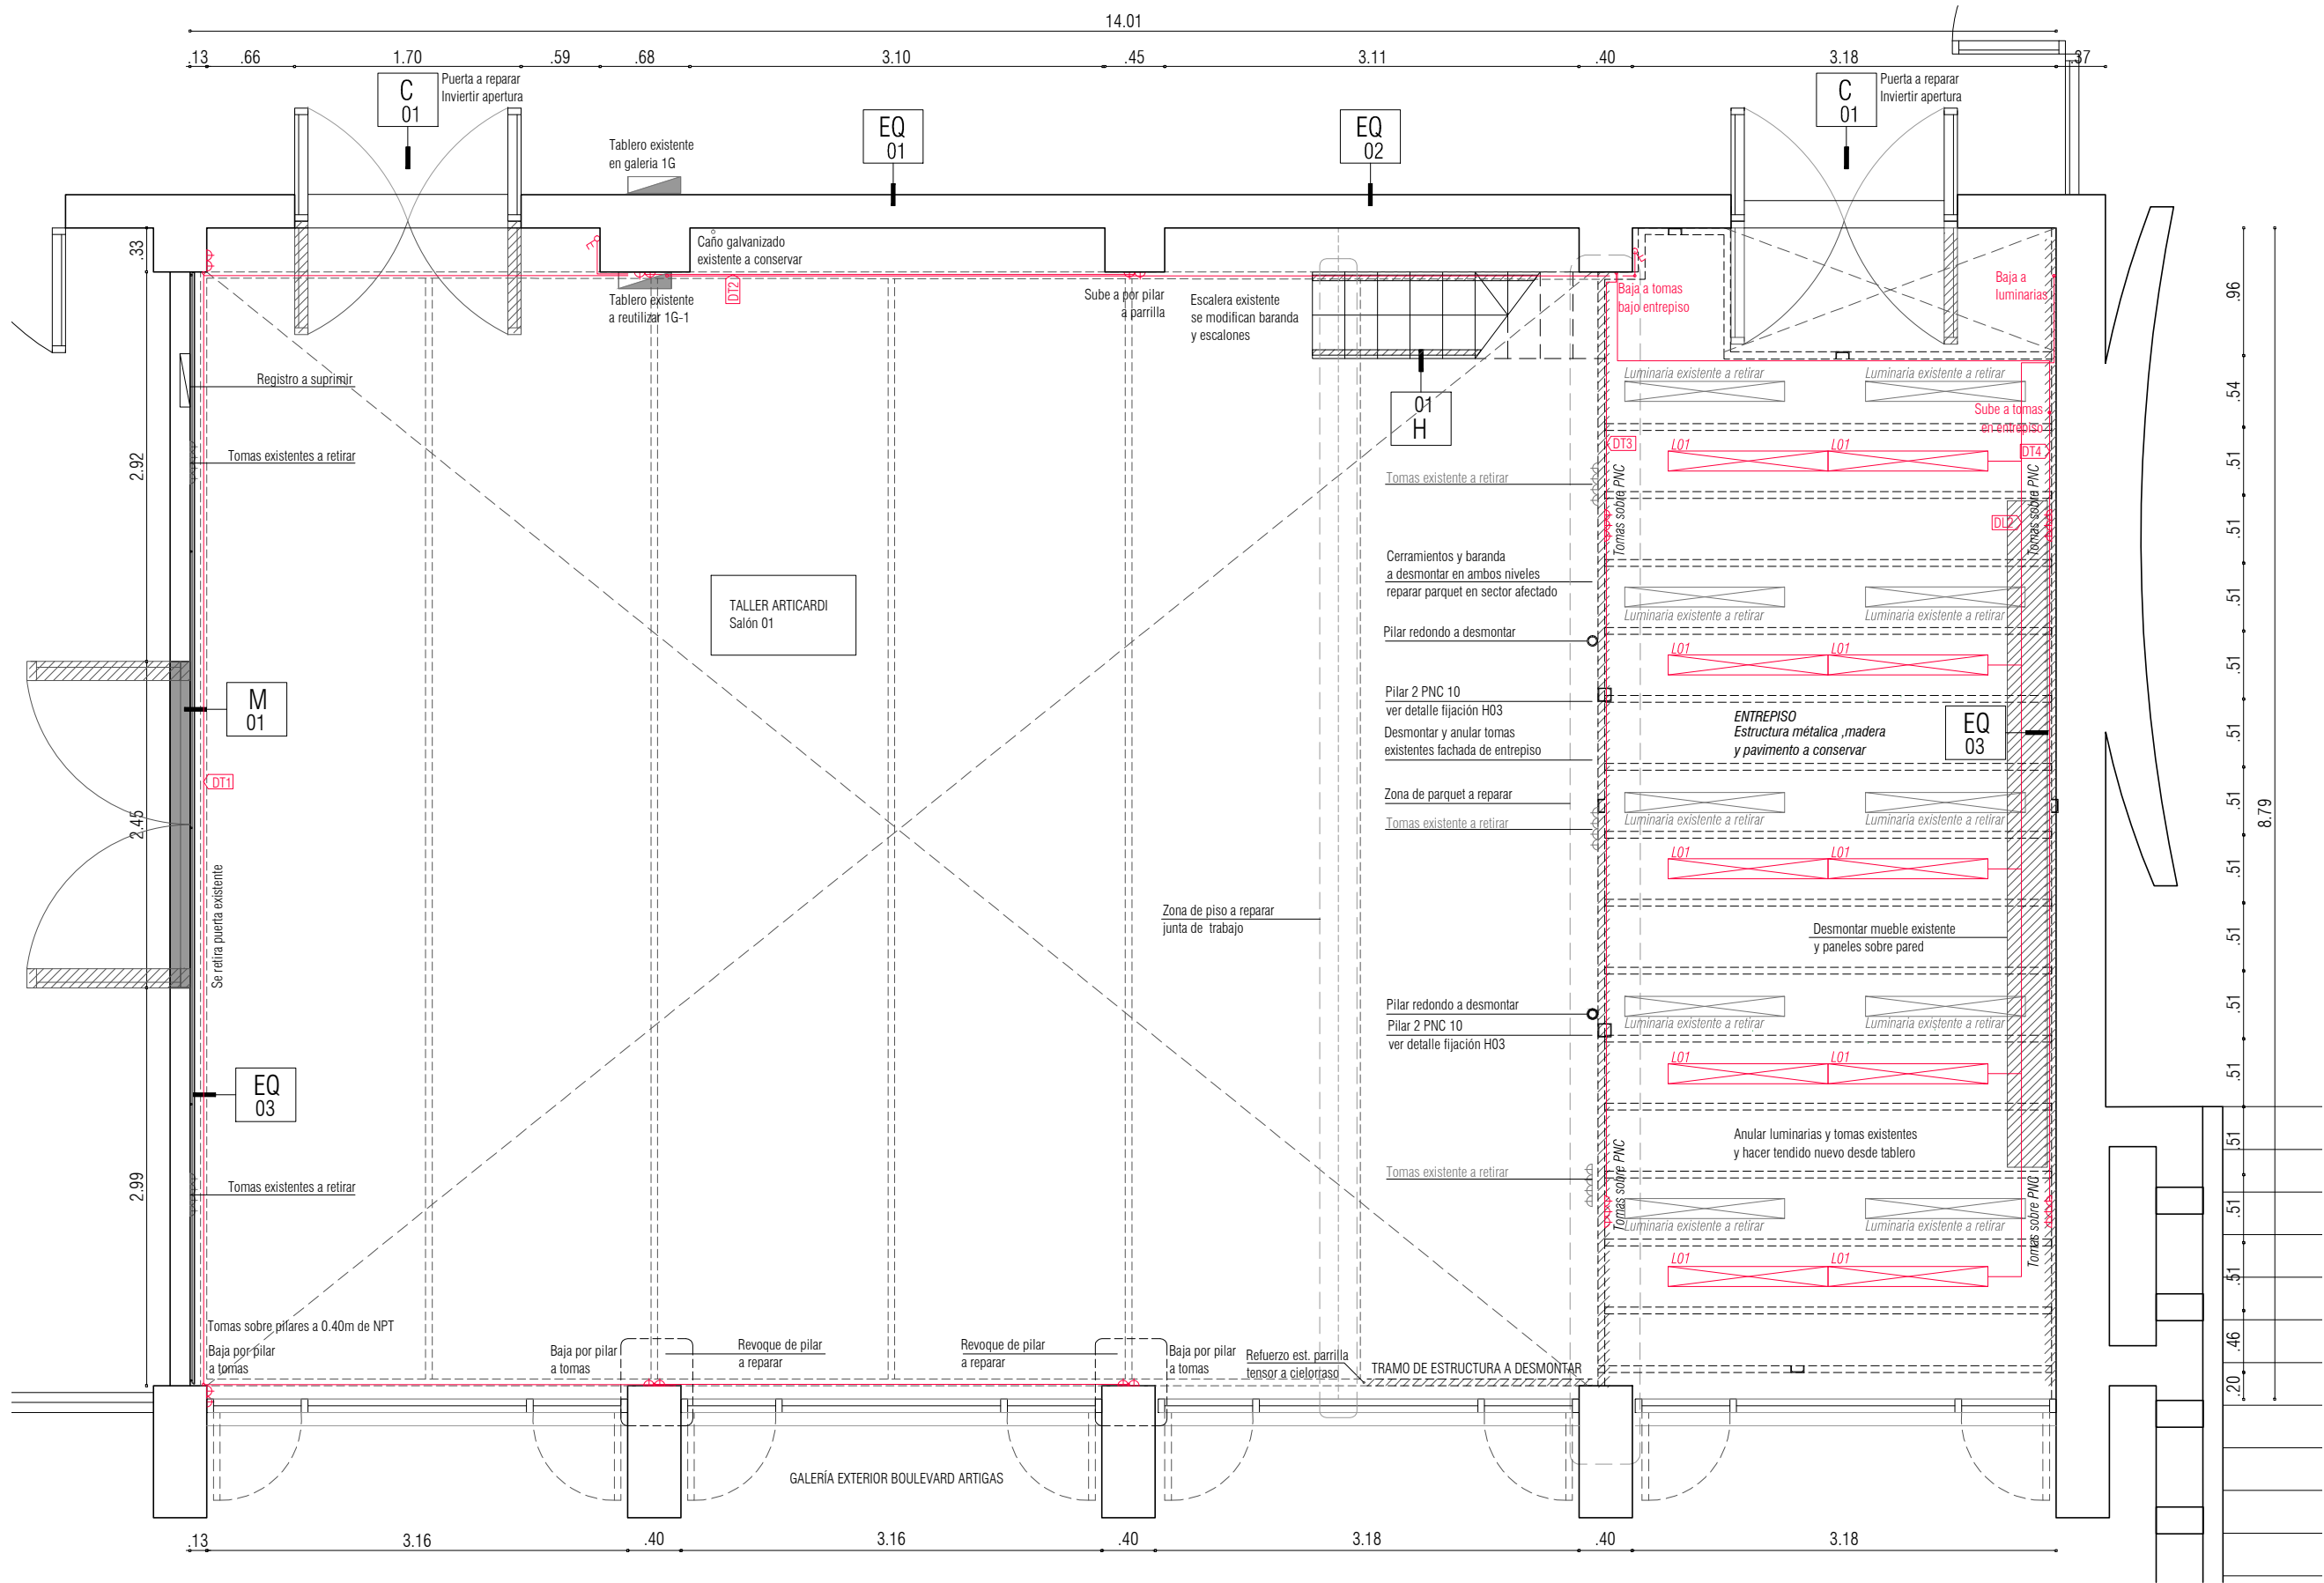 14.01
.13 .66 1.70 .59 .68 3.10 .45 3.11 .40 3.18 .37
C
01
Puerta a reparar
Inviertir apertura
EQ
01
EQ
02
C
01
Puerta a reparar
Inviertir apertura
Tablero existente
en galeria 1G
Caño galvanizado
existente a conservar
Tablero existente
a reutilizar 1G-1
DT2
Sube a por pilar
a parrilla
Escalera existente
se modifican baranda
y escalones
Baja a tomas
bajo entrepiso
Baja a
luminarias
01
H
Registro a suprimir
Tomas existentes a retirar
M
01
DT1
Se retira puerta existente
EQ
03
Tomas existentes a retirar
Tomas sobre pilares a 0.40m de NPT
Baja por pilar
a tomas
.33
2.92
2.45
2.99
TALLER ARTICARDI
Salón 01
Tomas existente a retirar
Cerramientos y baranda
a desmontar en ambos niveles
reparar parquet en sector afectado
Pilar redondo a desmontar
Pilar 2 PNC 10
ver detalle fijación H03
Desmontar y anular tomas
existentes fachada de entrepiso
Zona de parquet a reparar
Tomas existente a retirar
Zona de piso a reparar
junta de trabajo
Pilar redondo a desmontar
Pilar 2 PNC 10
ver detalle fijación H03
Tomas existente a retirar
Baja por pilar
a tomas
Revoque de pilar
a reparar
Revoque de pilar
a reparar
Baja por pilar
a tomas
Refuerzo est. parrilla
tensor a cielorraso
TRAMO DE ESTRUCTURA A DESMONTAR
Luminaria existente a retirar
Luminaria existente a retirar
Sube a tomas
en entrepiso
DT3
DT4
L01
L01
Tomas sobre PNC
Tomas sobre PNC
DL2
Luminaria existente a retirar
Luminaria existente a retirar
L01
L01
ENTREPISO
Estructura métalica ,madera
y pavimento a conservar
EQ
03
Luminaria existente a retirar
Luminaria existente a retirar
L01
L01
Desmontar mueble existente
y paneles sobre pared
Luminaria existente a retirar
Luminaria existente a retirar
L01
L01
Anular luminarias y tomas existentes
y hacer tendido nuevo desde tablero
Tomas sobre PNC
Tomas sobre PNC
Luminaria existente a retirar
Luminaria existente a retirar
L01
L01
.96
.54
.51
.51
.51
.51
.51
.51
.51
.51
.51
.51
.51
.51
.51
.46
.20
8.79
GALERÍA EXTERIOR BOULEVARD ARTIGAS
.13 3.16 .40 3.16 .40 3.18 .40 3.18